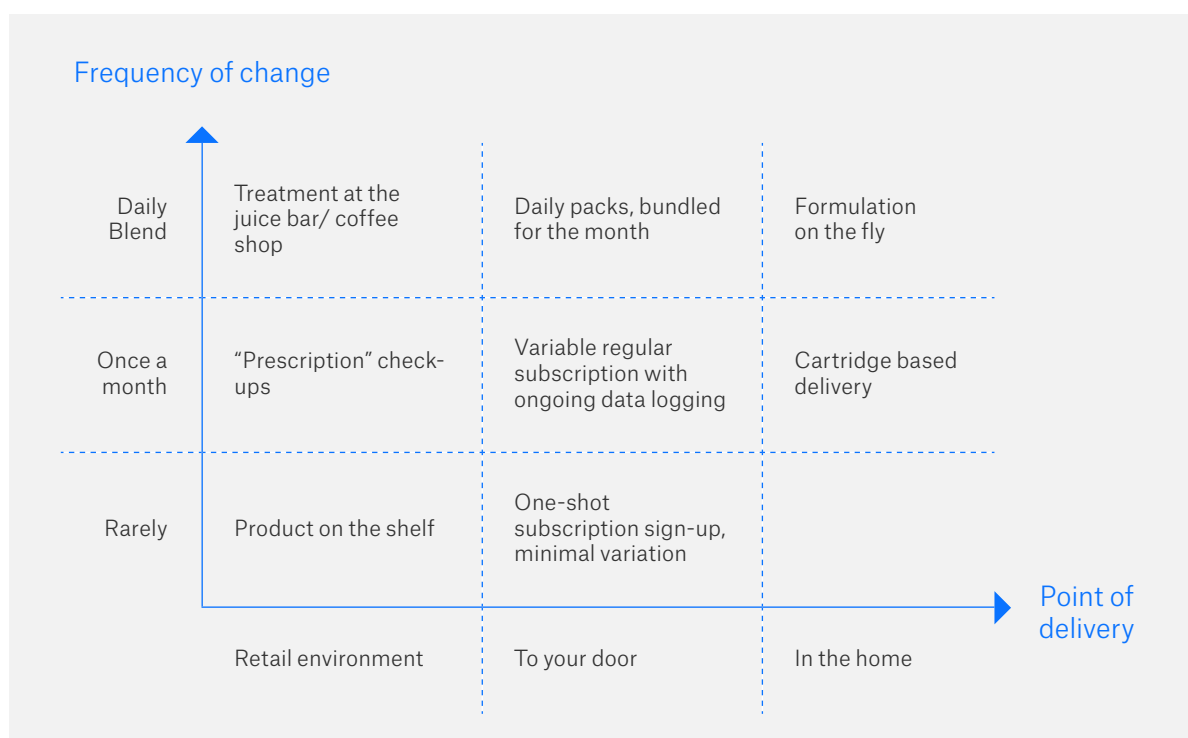 Frequency of change
Daily
Blend
Treatment at the
juice bar/ coffee
shop
Daily packs, bundled
for the month
Formulation
on the fly
Once a
month
“Prescription” check-
ups
Variable regular
subscription with
ongoing data logging
Cartridge based
delivery
Rarely
Product on the shelf
One-shot
subscription sign-up,
minimal variation
Point of
delivery
Retail environment
To your door
In the home